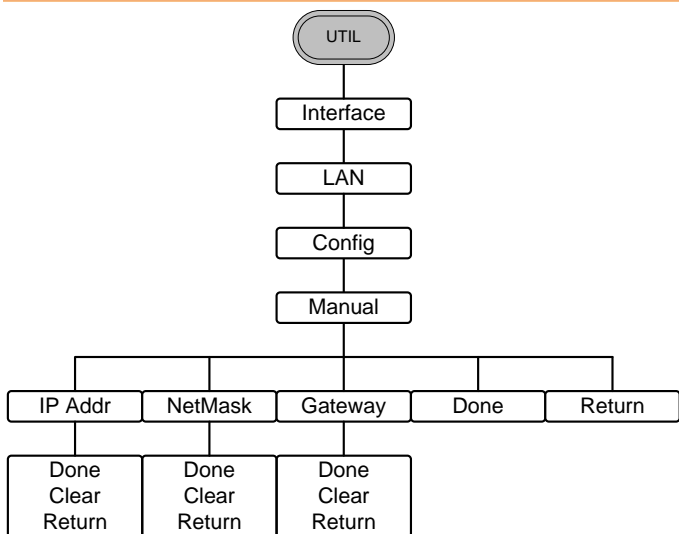 UTIL
Interface
LAN
Config
Manual
IP Addr NetMask Gateway Done Return
Done Done Done
Clear Clear Clear
Return Return Return